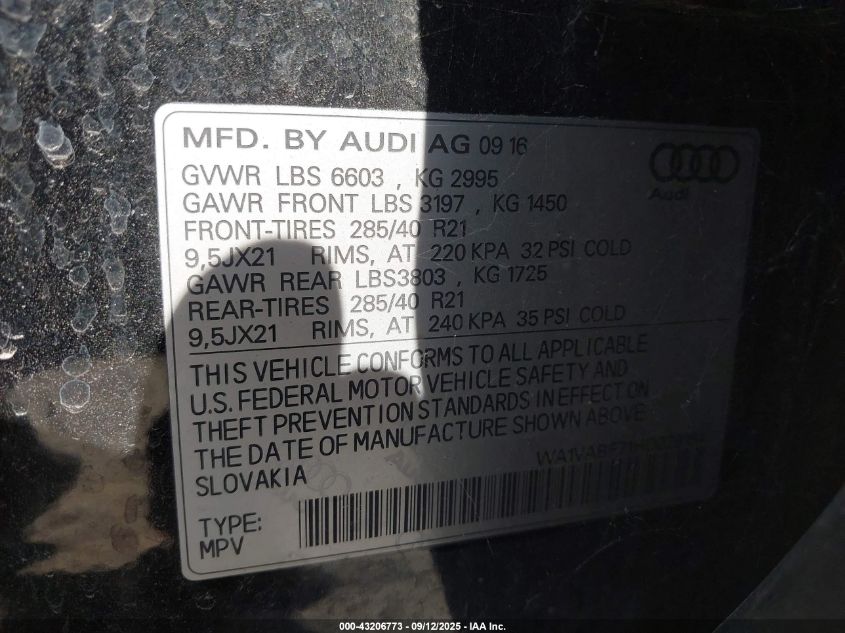 MFD. BY AUDI AG 09 16
Audi
GVWR LBS 6603 , KG 2995
GAWR FRONT LBS 3197 , KG 1450
FRONT-TIRES 285/40 R21
9,5JX21 RIMS, AT 220 KPA 32 PSI COLD
GAWR REAR LBS3803 , KG 1725
REAR-TIRES 285/40 R21
9,5JX21 RIMS, AT 240 KPA 35 PSI COLD
THIS VEHICLE CONFORMS TO ALL APPLICABLE
U.S. FEDERAL MOTOR VEHICLE SAFETY AND
THEFT PREVENTION STANDARDS IN EFFECT ON
THE DATE OF MANUFACTURE SHOWN ABOVE.
SLOVAKIA
TYPE:
MPV
000-43206773 - 09/12/2025 - IAA Inc.